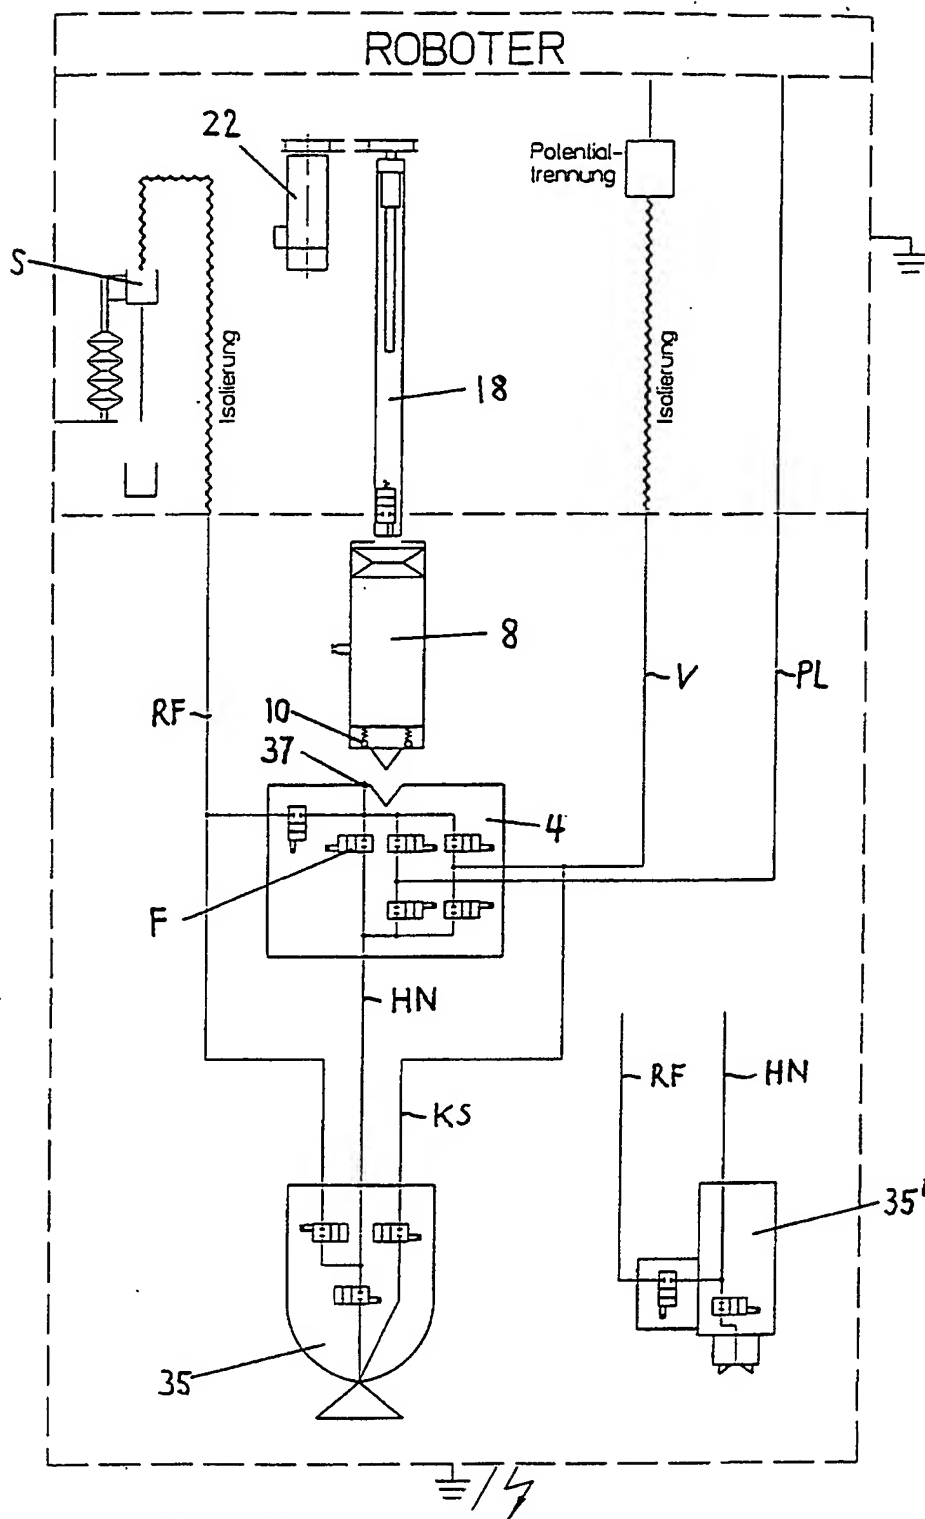 ROBOTER
22
Potential-
trennung
S
Isolierung
Isolierung
18
8
V
PL
RF
10
37
4
F
HN
RF
HN
KS
35'
35